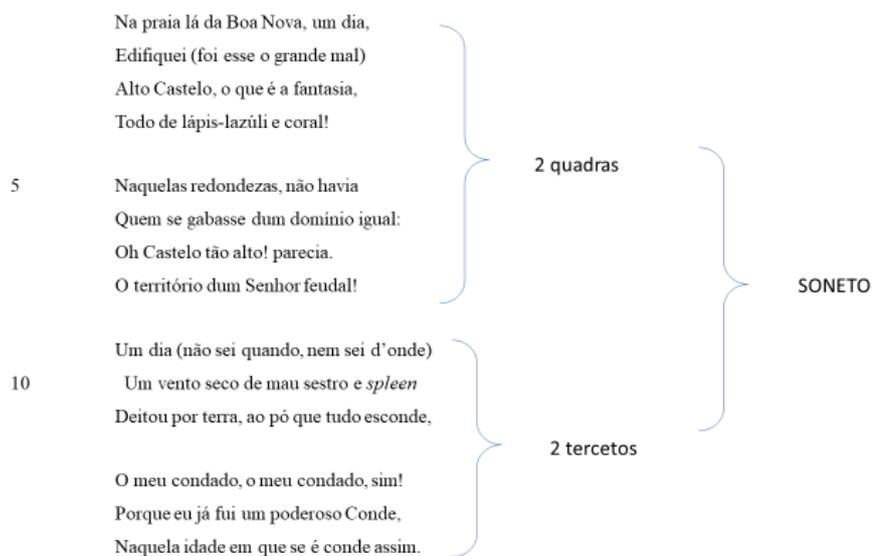 Na praia lá da Boa Nova, um dia,
Edifiquei (foi esse o grande mal)
Alto Castelo, o que é a fantasia,
Todo de lápis-lazúli e coral!
2 quadras
5 Naquelas redondezas, não havia
Quem se gabasse dum domínio igual:
Oh Castelo tão alto! parecia.
O território dum Senhor feudal!
SONETO
Um dia (não sei quando, nem sei d’onde)
10 Um vento seco de mau sestro e spleen
Deitou por terra, ao pó que tudo esconde,
2 tercetos
O meu condado, o meu condado, sim!
Porque eu já fui um poderoso Conde,
Naquela idade em que se é conde assim.